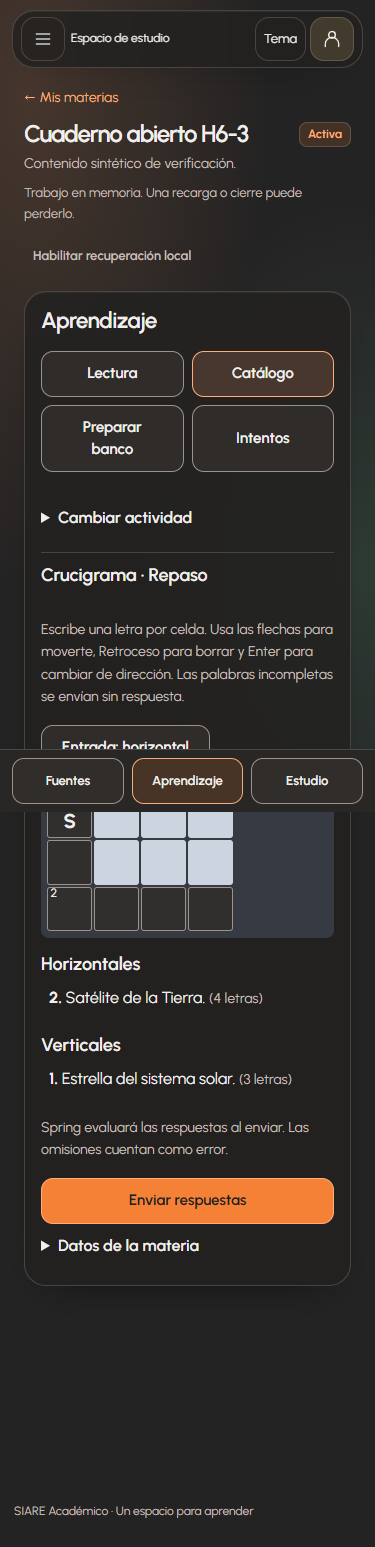 Espacio de estudio
Tema
← Mis materias
Cuaderno abierto H6-3
Activa
Contenido sintético de verificación.
Trabajo en memoria. Una recarga o cierre puede
perderlo.
Habilitar recuperación local
Aprendizaje
Lectura
Catálogo
Preparar
banco
Intentos
▶ Cambiar actividad
Crucigrama · Repaso
Escribe una letra por celda. Usa las flechas para
moverte, Retroceso para borrar y Enter para
cambiar de dirección. Las palabras incompletas
se envían sin respuesta.
Entrada: horizontal
Fuentes
Aprendizaje
Estudio
S
2
Horizontales
2. Satélite de la Tierra. (4 letras)
Verticales
1. Estrella del sistema solar. (3 letras)
Spring evaluará las respuestas al enviar. Las
omisiones cuentan como error.
Enviar respuestas
▶ Datos de la materia
SIARE Académico · Un espacio para aprender